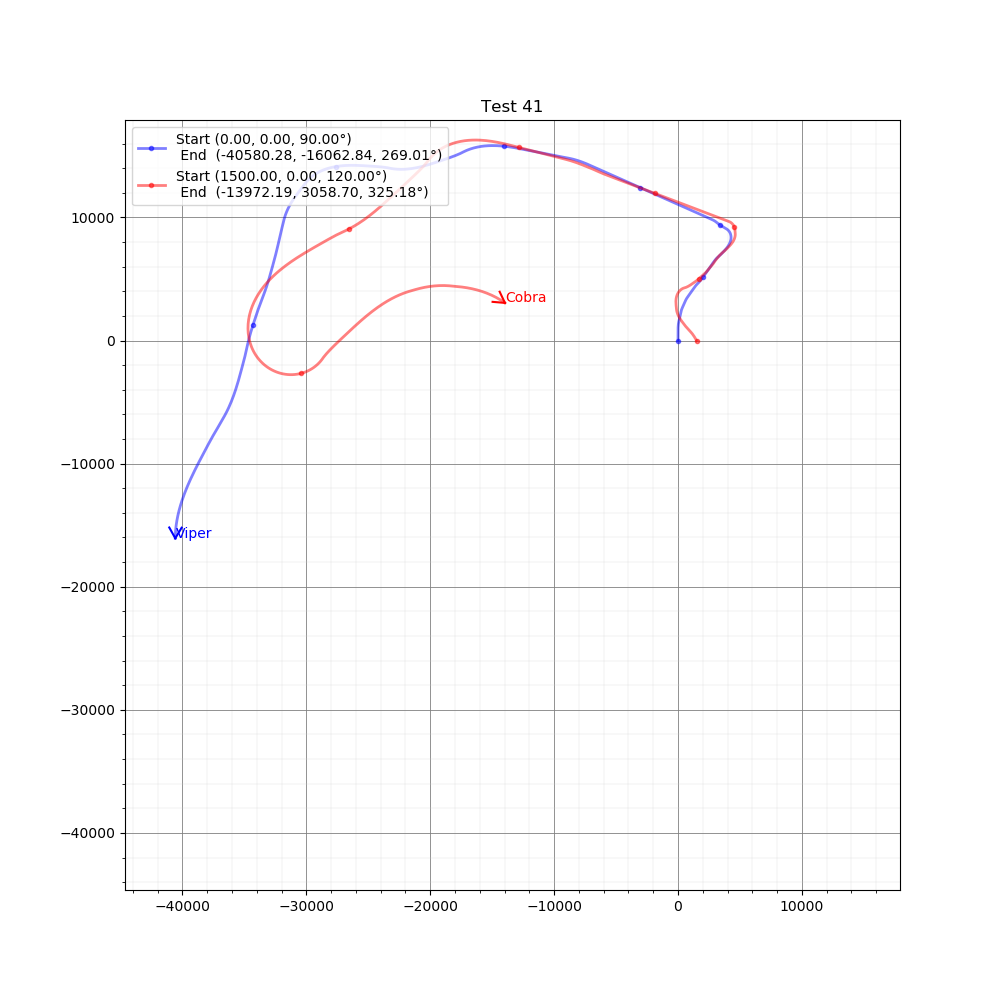 Test 41
Start (0.00, 0.00, 90.00°)
End  (-40580.28, -16062.84, 269.01°)
Start (1500.00, 0.00, 120.00°)
End  (-13972.19, 3058.70, 325.18°)
10000
0
−10000
−20000
−30000
−40000
Cobra
Viper
−40000
−30000
−20000
−10000
0
10000